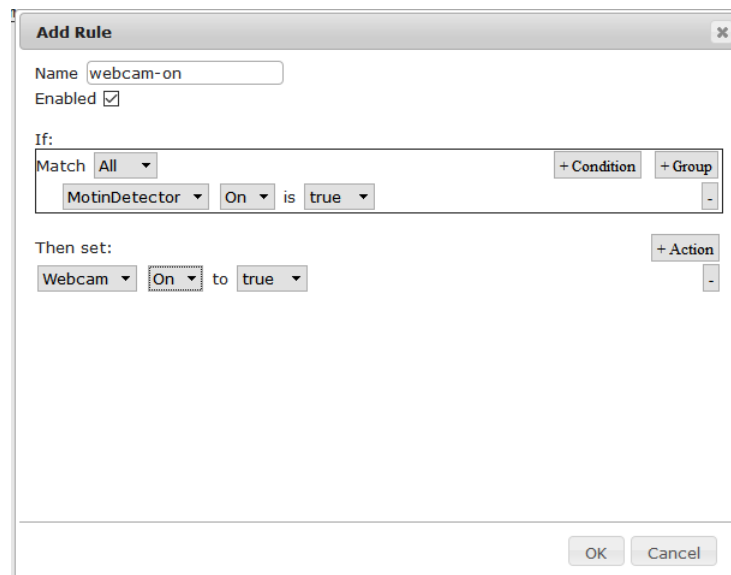 Add Rule
Name webcam-on
Enabled
If:
Match All + Condition + Group
MotinDetector On is true -
Then set: + Action
Webcam On to true -
OK Cancel